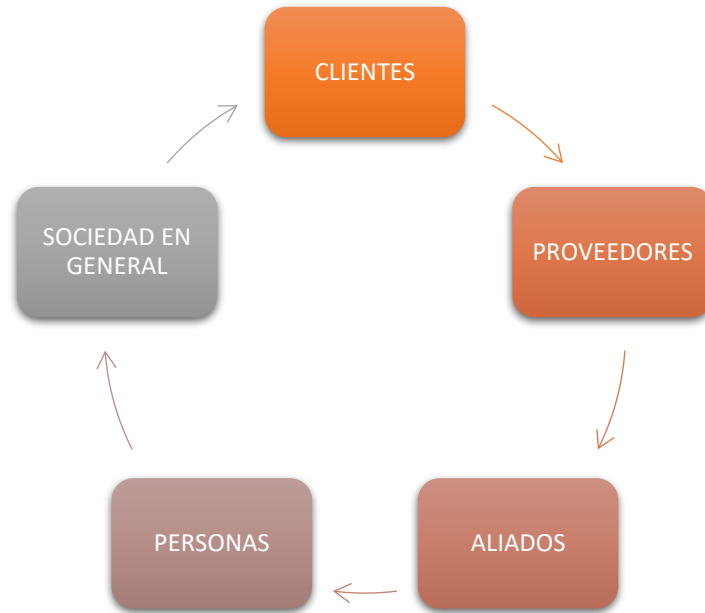 CLIENTES
PROVEEDORES
ALIADOS
PERSONAS
SOCIEDAD EN
GENERAL